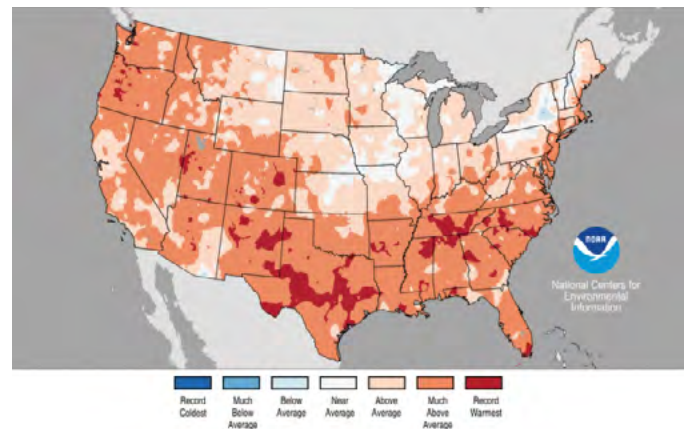 NOAA
National Centers for
Environmental
Information
Record
Coldest
Much
Below
Average
Below
Average
Near
Average
Above
Average
Much
Above
Average
Record
Warmest